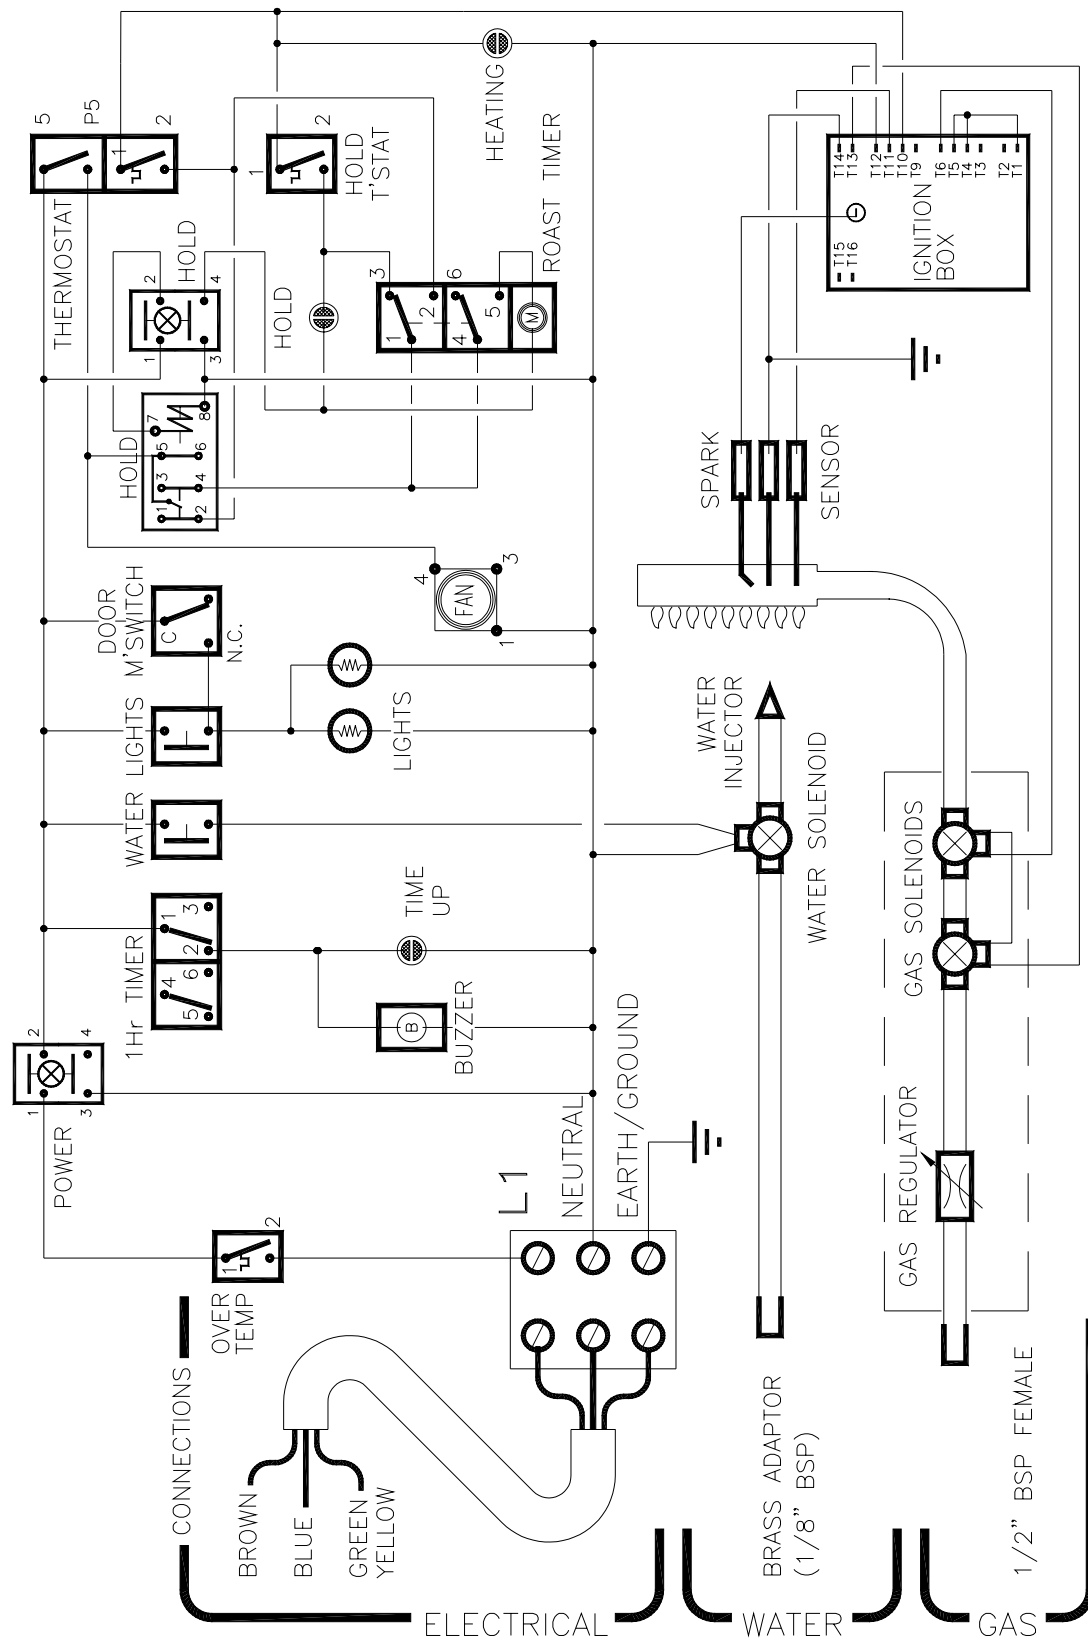 CONNECTIONS
BROWN
BLUE
GREEN
YELLOW
ELECTRICAL
WATER
GAS
BRASS ADAPTOR
(1/8" BSP)
1/2" BSP FEMALE
OVER
TEMP
1
2
L1
NEUTRAL
EARTH/GROUND
POWER
1
2
3
4
1Hr TIMER
5
4
6
2
1
3
BUZZER
B
TIME
UP
WATER
LIGHTS
LIGHTS
DOOR
M'SWITCH
C
N.C.
FAN
4
3
1
HOLD
1
2
3
4
5
6
7
8
HOLD
1
2
3
4
THERMOSTAT
5
P5
1
2
HOLD
HOLD
T'STAT
1
2
ROAST TIMER
1
2
3
4
5
6
M
HEATING
SPARK
SENSOR
WATER
INJECTOR
WATER SOLENOID
GAS SOLENOIDS
GAS REGULATOR
IGNITION
BOX
L
T15
T16
T14
T13
T12
T11
T10
T9
T6
T5
T4
T3
T2
T1